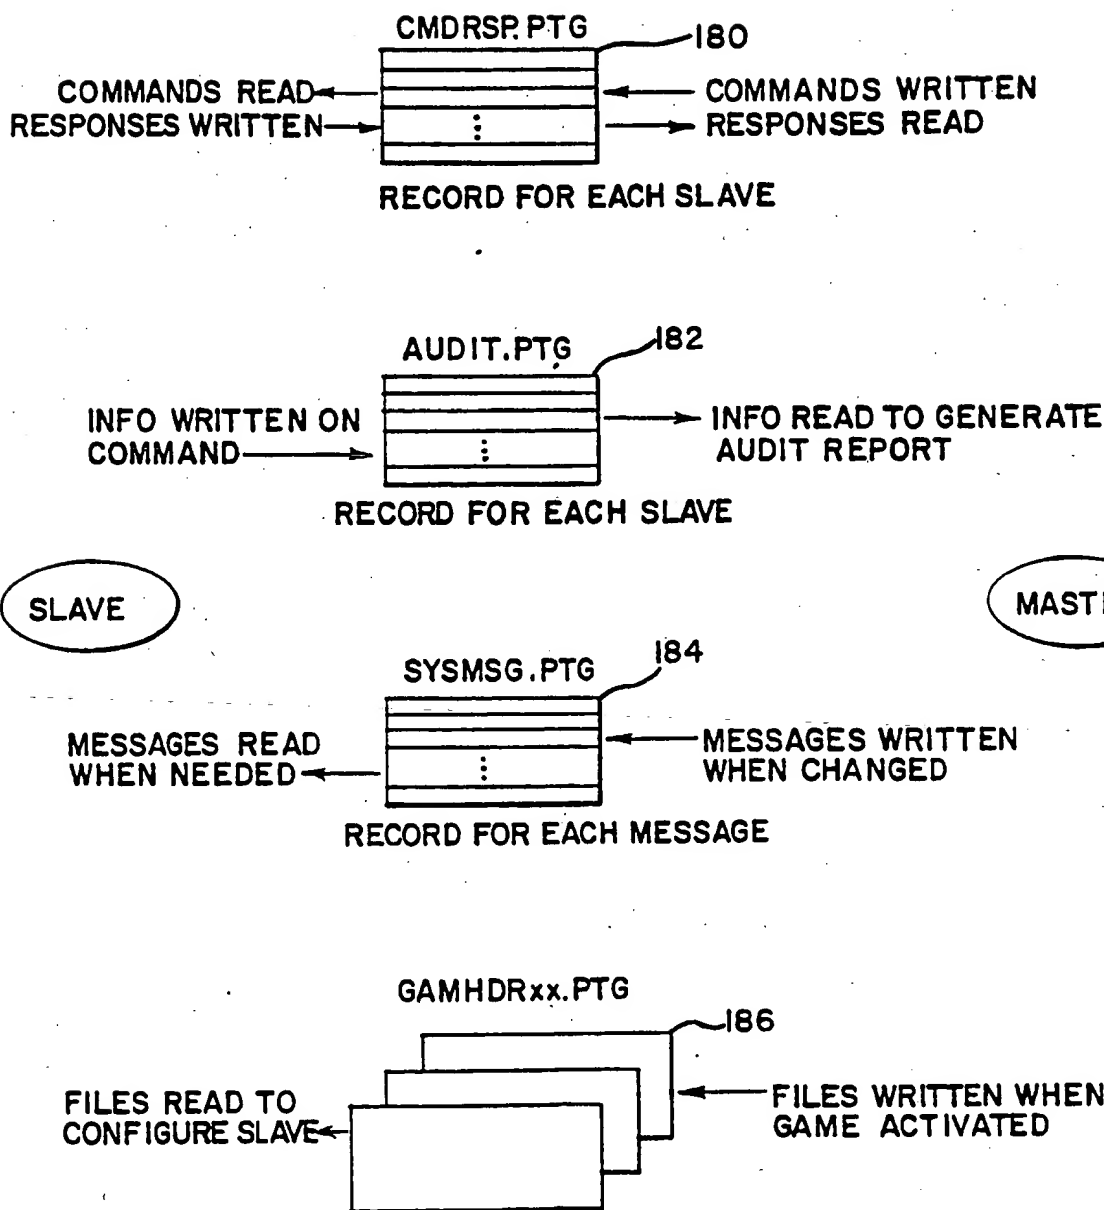 CMDRSP.PTG
180
COMMANDS READ
RESPONSES WRITTEN
COMMANDS WRITTEN
RESPONSES READ
RECORD FOR EACH SLAVE
AUDIT.PTG
182
INFO WRITTEN ON
COMMAND
INFO READ TO GENERATE
AUDIT REPORT
RECORD FOR EACH SLAVE
SLAVE
MAST
SYSMSG.PTG
184
MESSAGES READ
WHEN NEEDED
MESSAGES WRITTEN
WHEN CHANGED
RECORD FOR EACH MESSAGE
GAMHDRxx.PTG
186
FILES READ TO
CONFIGURE SLAVE
FILES WRITTEN WHEN
GAME ACTIVATED